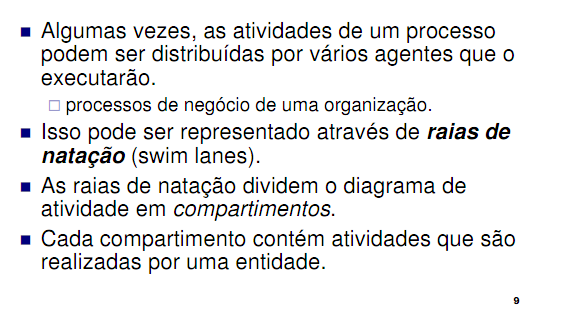 Algumas vezes, as atividades de um processo
podem ser distribuídas por vários agentes que o
executarão.
processos de negócio de uma organização.
Isso pode ser representado através de raias de
natação (swim lanes).
As raias de natação dividem o diagrama de
atividade em compartimentos.
Cada compartimento contém atividades que são
realizadas por uma entidade.
9